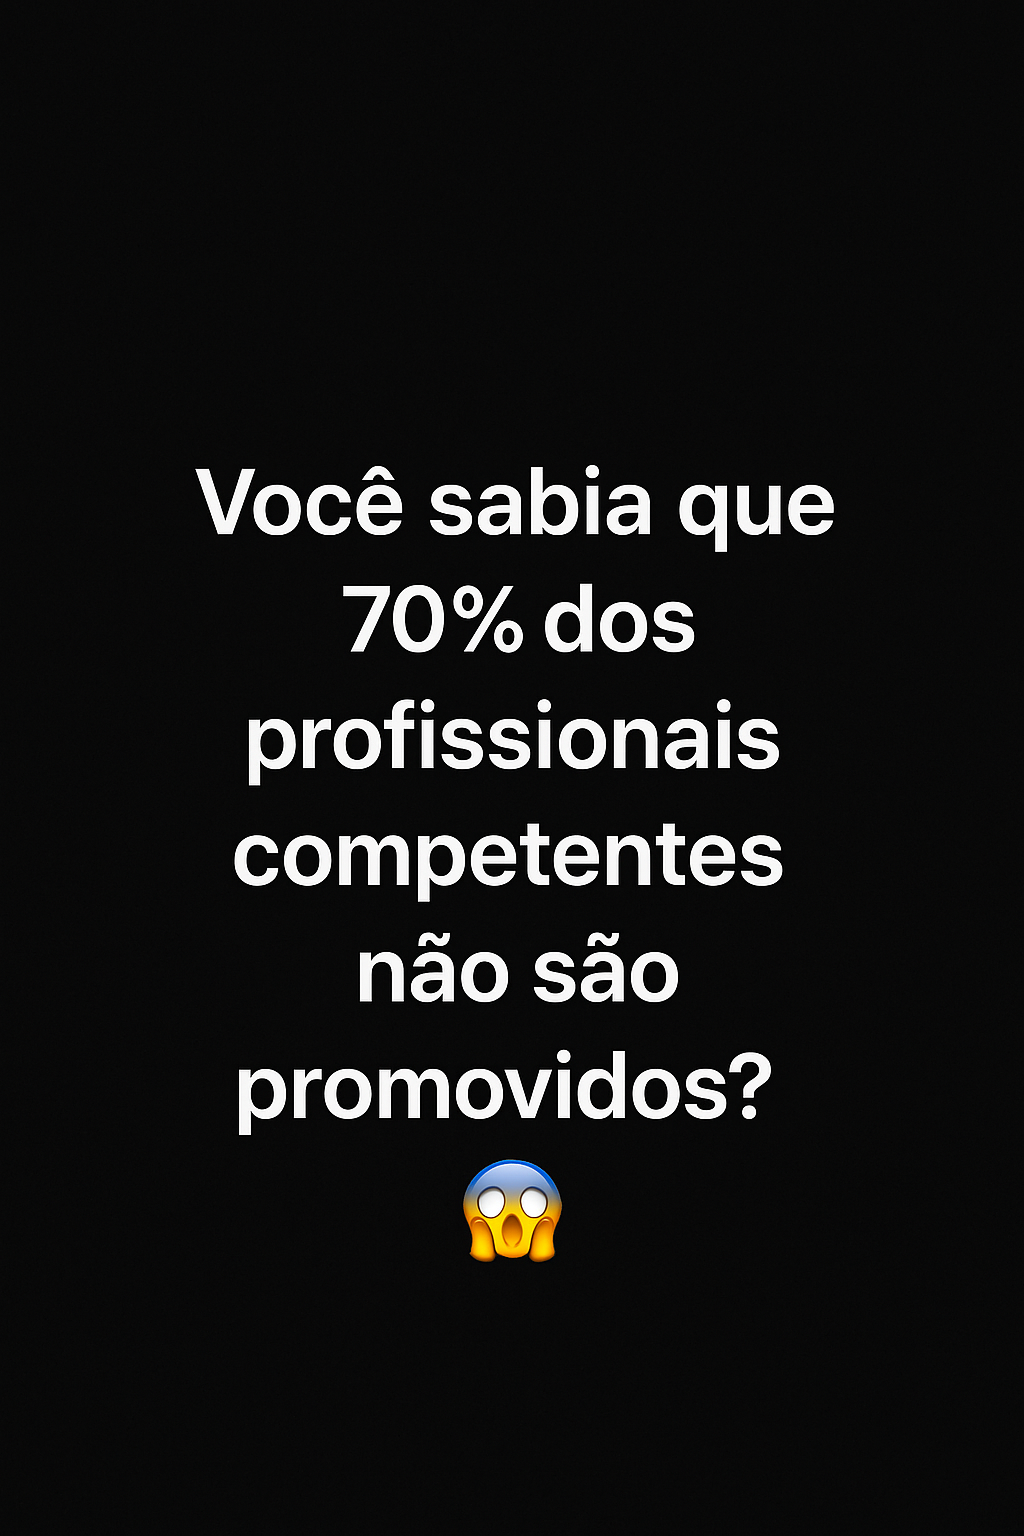 Você sabia que
70% dos
profissionais
competentes
não são
promovidos?
😱